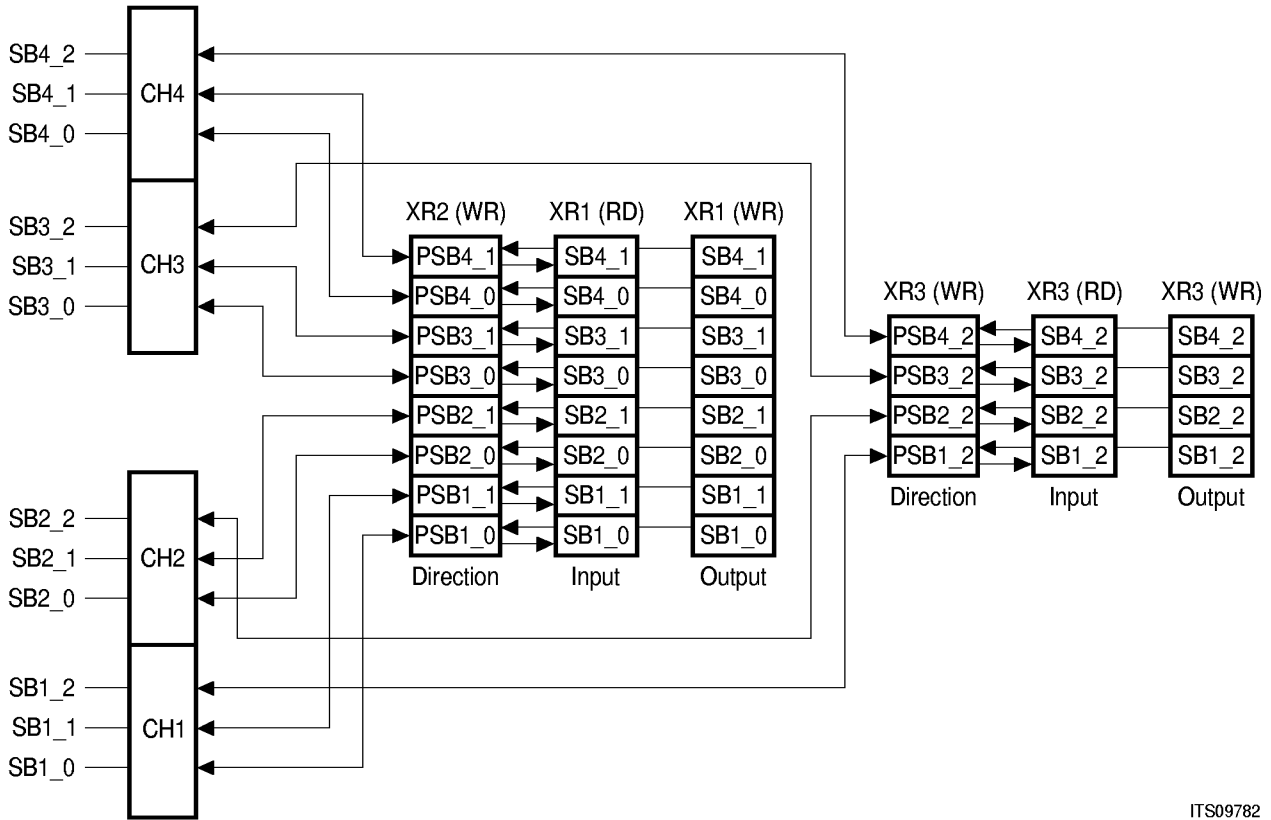 SB4_2
SB4_1
SB4_0
CH4
SB3_2
SB3_1
SB3_0
CH3
SB2_2
SB2_1
SB2_0
CH2
SB1_2
SB1_1
SB1_0
CH1
XR2 (WR)
PSB4_1
PSB4_0
PSB3_1
PSB3_0
PSB2_1
PSB2_0
PSB1_1
PSB1_0
Direction
XR1 (RD)
SB4_1
SB4_0
SB3_1
SB3_0
SB2_1
SB2_0
SB1_1
SB1_0
Input
XR1 (WR)
SB4_1
SB4_0
SB3_1
SB3_0
SB2_1
SB2_0
SB1_1
SB1_0
Output
XR3 (WR)
PSB4_2
PSB3_2
PSB2_2
PSB1_2
Direction
XR3 (RD)
SB4_2
SB3_2
SB2_2
SB1_2
Input
XR3 (WR)
SB4_2
SB3_2
SB2_2
SB1_2
Output
ITS09782